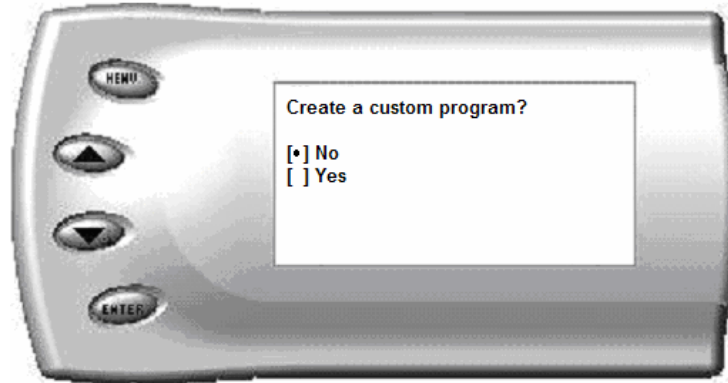 MENU
Create a custom program?
[•] No
[ ] Yes
ENTER